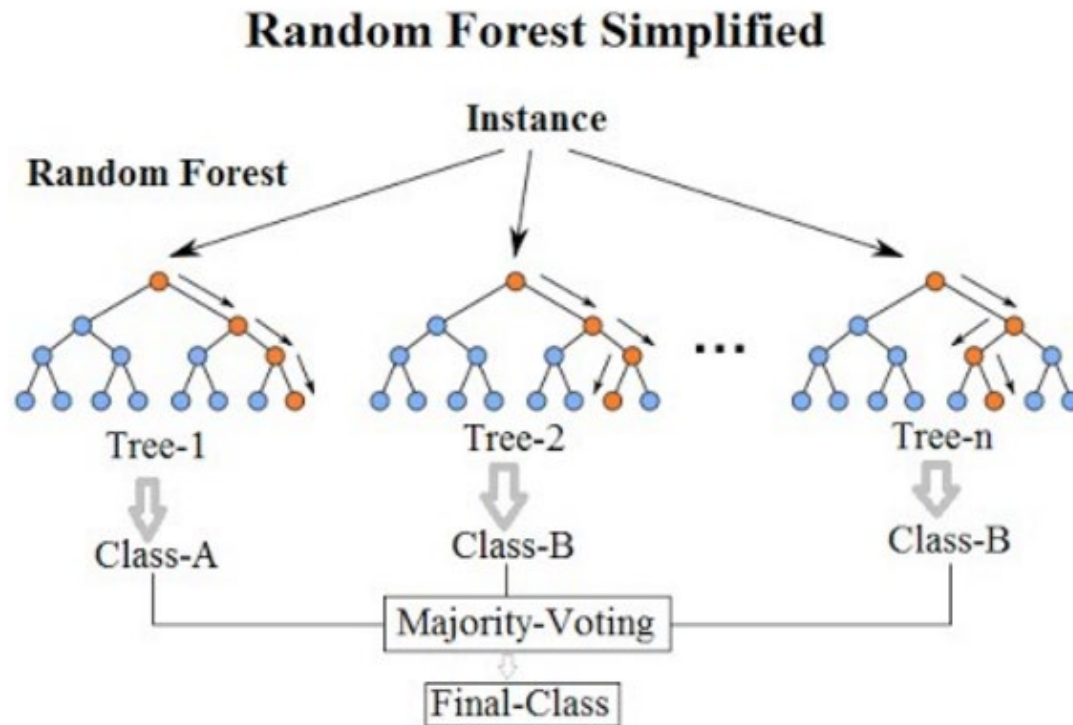 Random Forest Simplified
Instance
Random Forest
...
Tree-1
Tree-2
Tree-n
Class-A
Class-B
Class-B
Majority-Voting
Final-Class